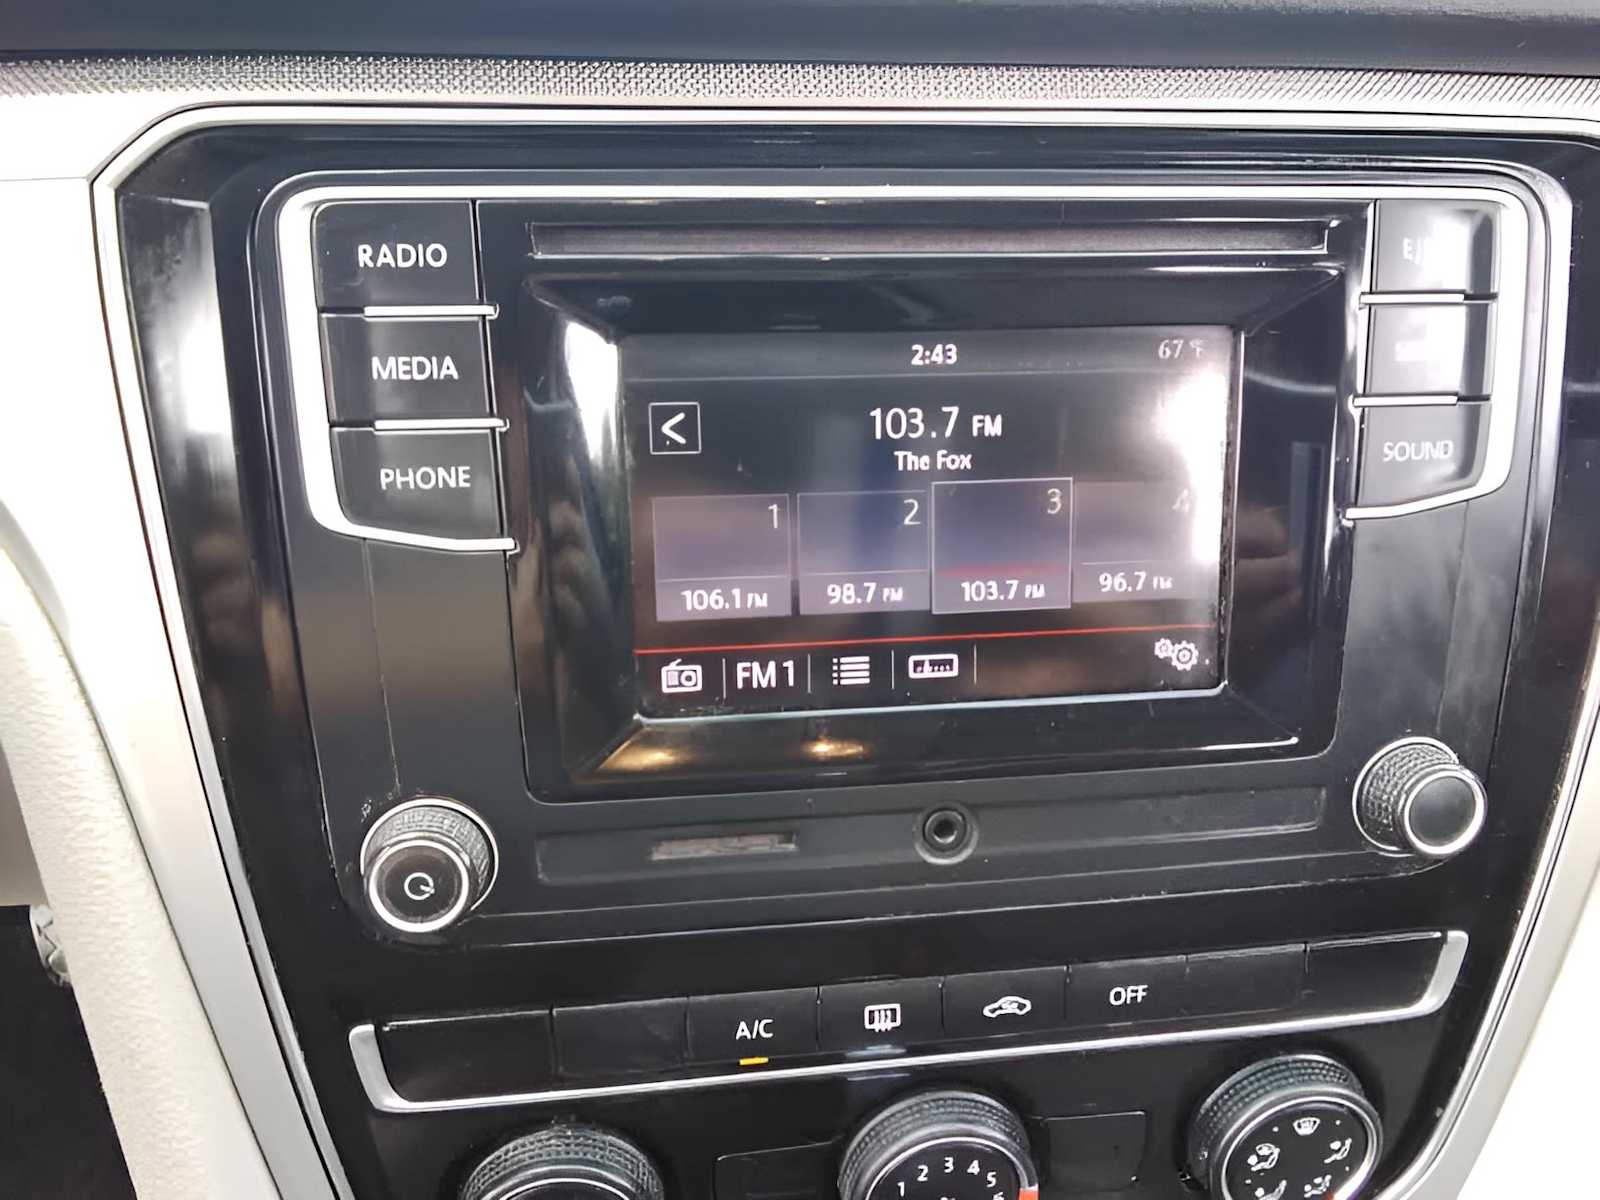 RADIO
MEDIA
PHONE
SOUND
2:43
67 °F
103.7 FM
The Fox
1
2
3
4
106.1 FM
98.7 FM
103.7 FM
96.7 FM
FM 1
A/C
OFF
1 2 3 4 5